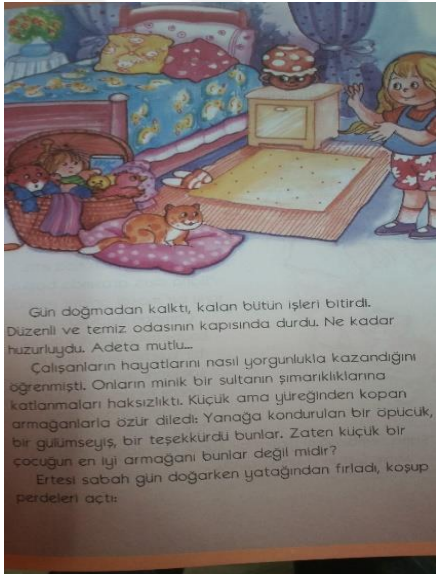 Gün doğmadan kalktı, kalan bütün işleri bitirdi.
Düzenli ve temiz odasının kapısında durdu. Ne kadar
huzurluydu. Adeta mutlu...
Çalışanların hayatlarını nasıl yorgunlukla kazandığını
öğrenmişti. Onların minik bir sultanın şımarıklıklarına
katlanmaları haksızlıktı. Küçük ama yüreğinden kopan
armağanlarla özür diledi: Yanağa kondurulan bir öpücük,
bir gülümseyiş, bir teşekkürdü bunlar. Zaten küçük bir
çocuğun en iyi armağanı bunlar değil midir?
Ertesi sabah gün doğarken yatağından fırladı, koşup
perdeleri açtı: